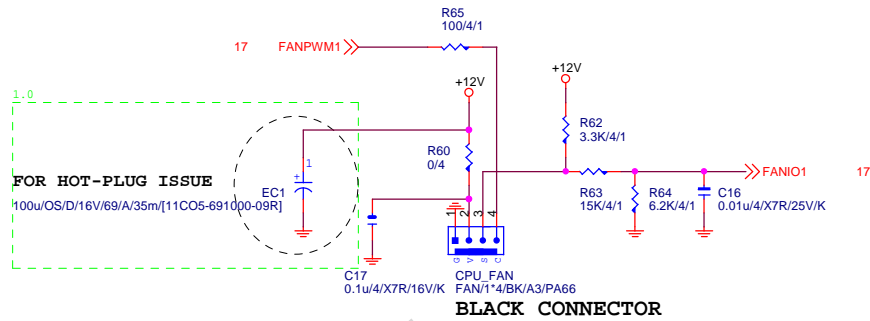 R65
100/4/1
17 FANPWM1
+12V
+12V
1.0
R62
3.3K/4/1
1
R60
0/4
FANIO1 17
FOR HOT-PLUG ISSUE
EC1
100u/OS/D/16V/69/A/35m/[11CO5-691000-09R]
R63
15K/4/1
R64
6.2K/4/1
C16
0.01u/4/X7R/25V/K
1 2 3 4
G V S C
C17
0.1u/4/X7R/16V/K
CPU_FAN
FAN/1*4/BK/A3/PA66
BLACK CONNECTOR